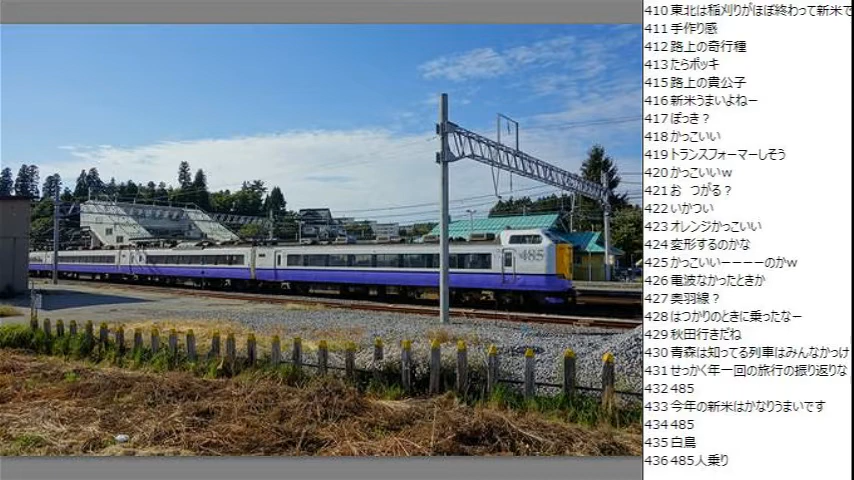 485
410 東北は稲刈りがほぼ終わって新米で
411 手作り感
412 路上の奇行種
413 たらポッキ
415 路上の貴公子
416 新米うまいよねー
417 ぽっき？
418 かっこいい
419 トランスフォーマーしそう
420 かっこいいｗ
421 お　つがる？
422 いかつい
423 オレンジかっこいい
424 変形するのかな
425 かっこいいーーーーのかｗ
426 電波なかったときか
427 奥羽線？
428 はつかりのときに乗ったなー
429 秋田行きだね
430 青森は知ってる列車はみんなかっけ
431 せっかく年一回の旅行の振り返りな
432 485
433 今年の新米はかなりうまいです
434 485
435 白鳥
436 485人乗り